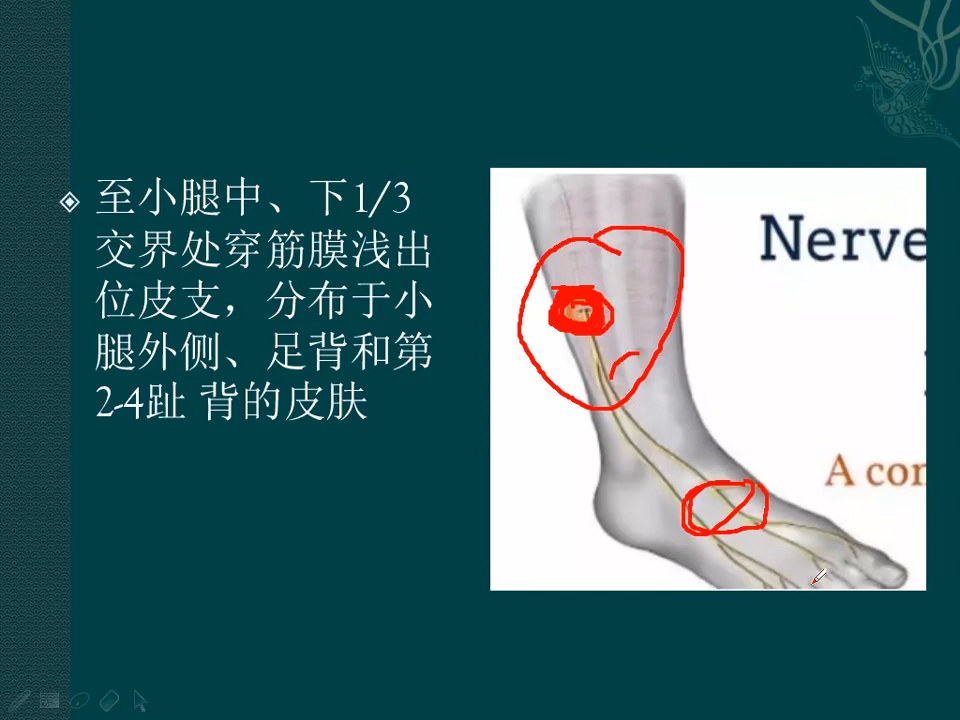 至小腿中、下1/3
交界处穿筋膜浅出
位皮支，分布于小
腿外侧、足背和第
2-4趾 背的皮肤
Nerve
A con